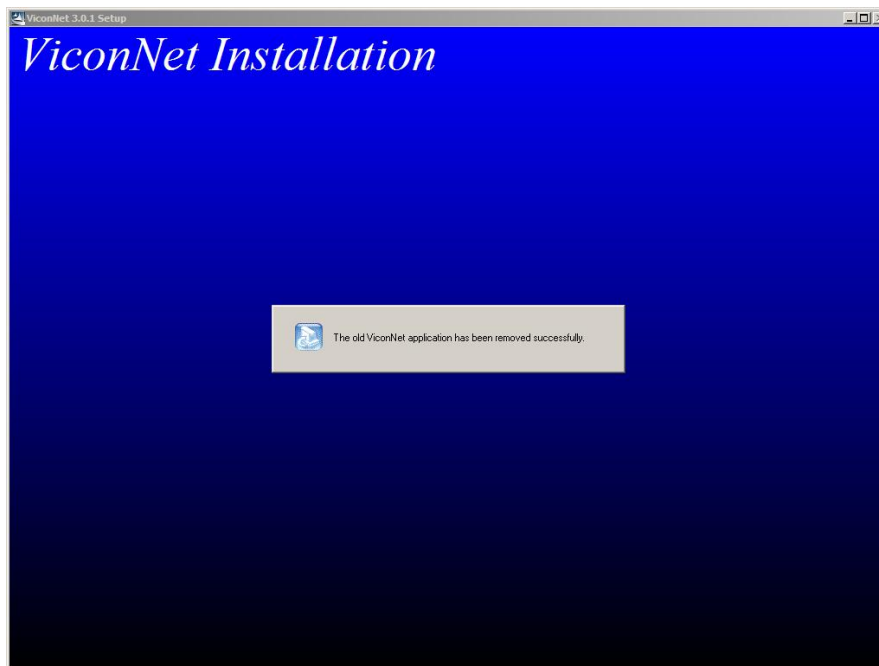 ViconNet 3.0.1 Setup
ViconNet Installation
The old ViconNet application has been removed successfully.